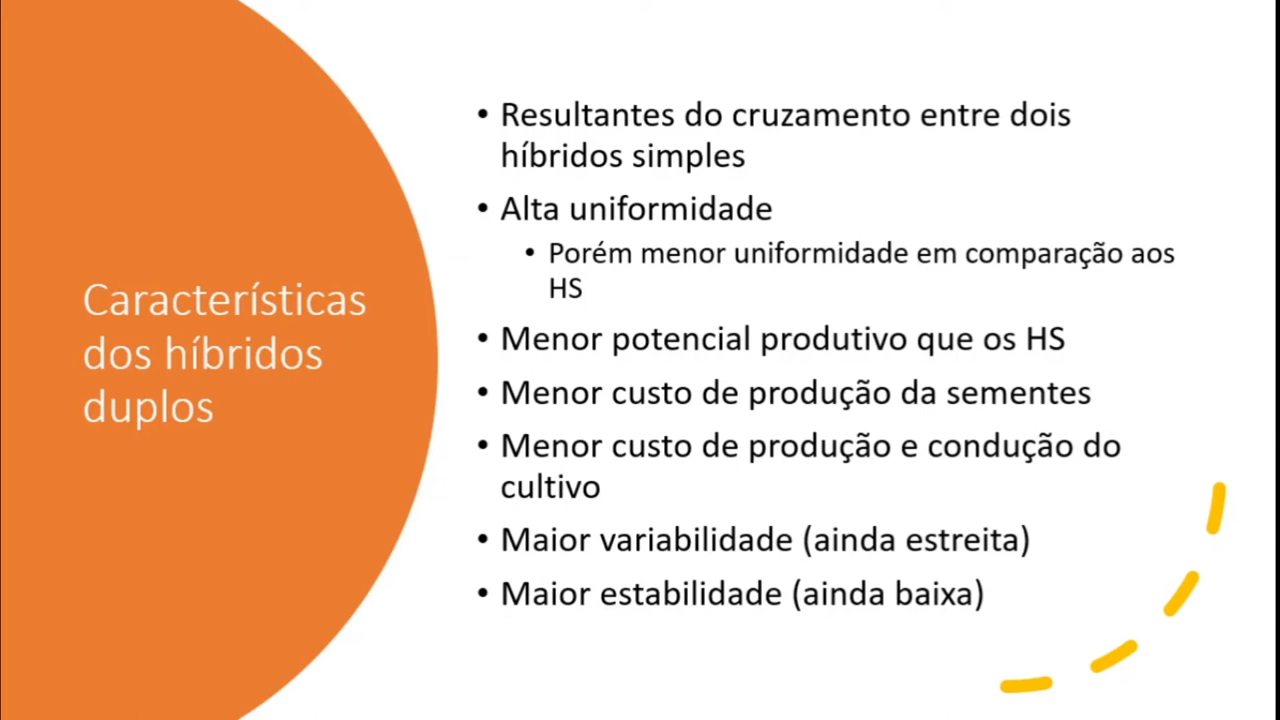 Características
dos híbridos
duplos
• Resultantes do cruzamento entre dois
híbridos simples
• Alta uniformidade
• Porém menor uniformidade em comparação aos
HS
• Menor potencial produtivo que os HS
• Menor custo de produção da sementes
• Menor custo de produção e condução do
cultivo
• Maior variabilidade (ainda estreita)
• Maior estabilidade (ainda baixa)